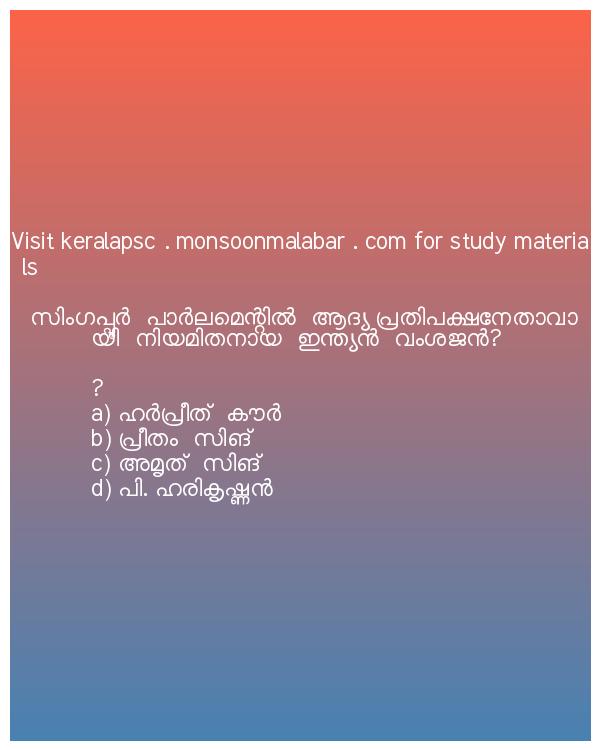 Visit keralapsc . monsoonmalabar . com for study materia
ls
സിംഗപ്പൂർ പാർലമെന്റിൽ ആദ്യ പ്രതിപക്ഷനേതാവാ
യി നിയമിതനായ ഇന്ത്യൻ വംശജൻ?
?
a) ഹർപ്രീത് കൗർ
b) പ്രീതം സിങ്
c) അമൃത് സിങ്
d) പി. ഹരികൃഷ്ണൻ